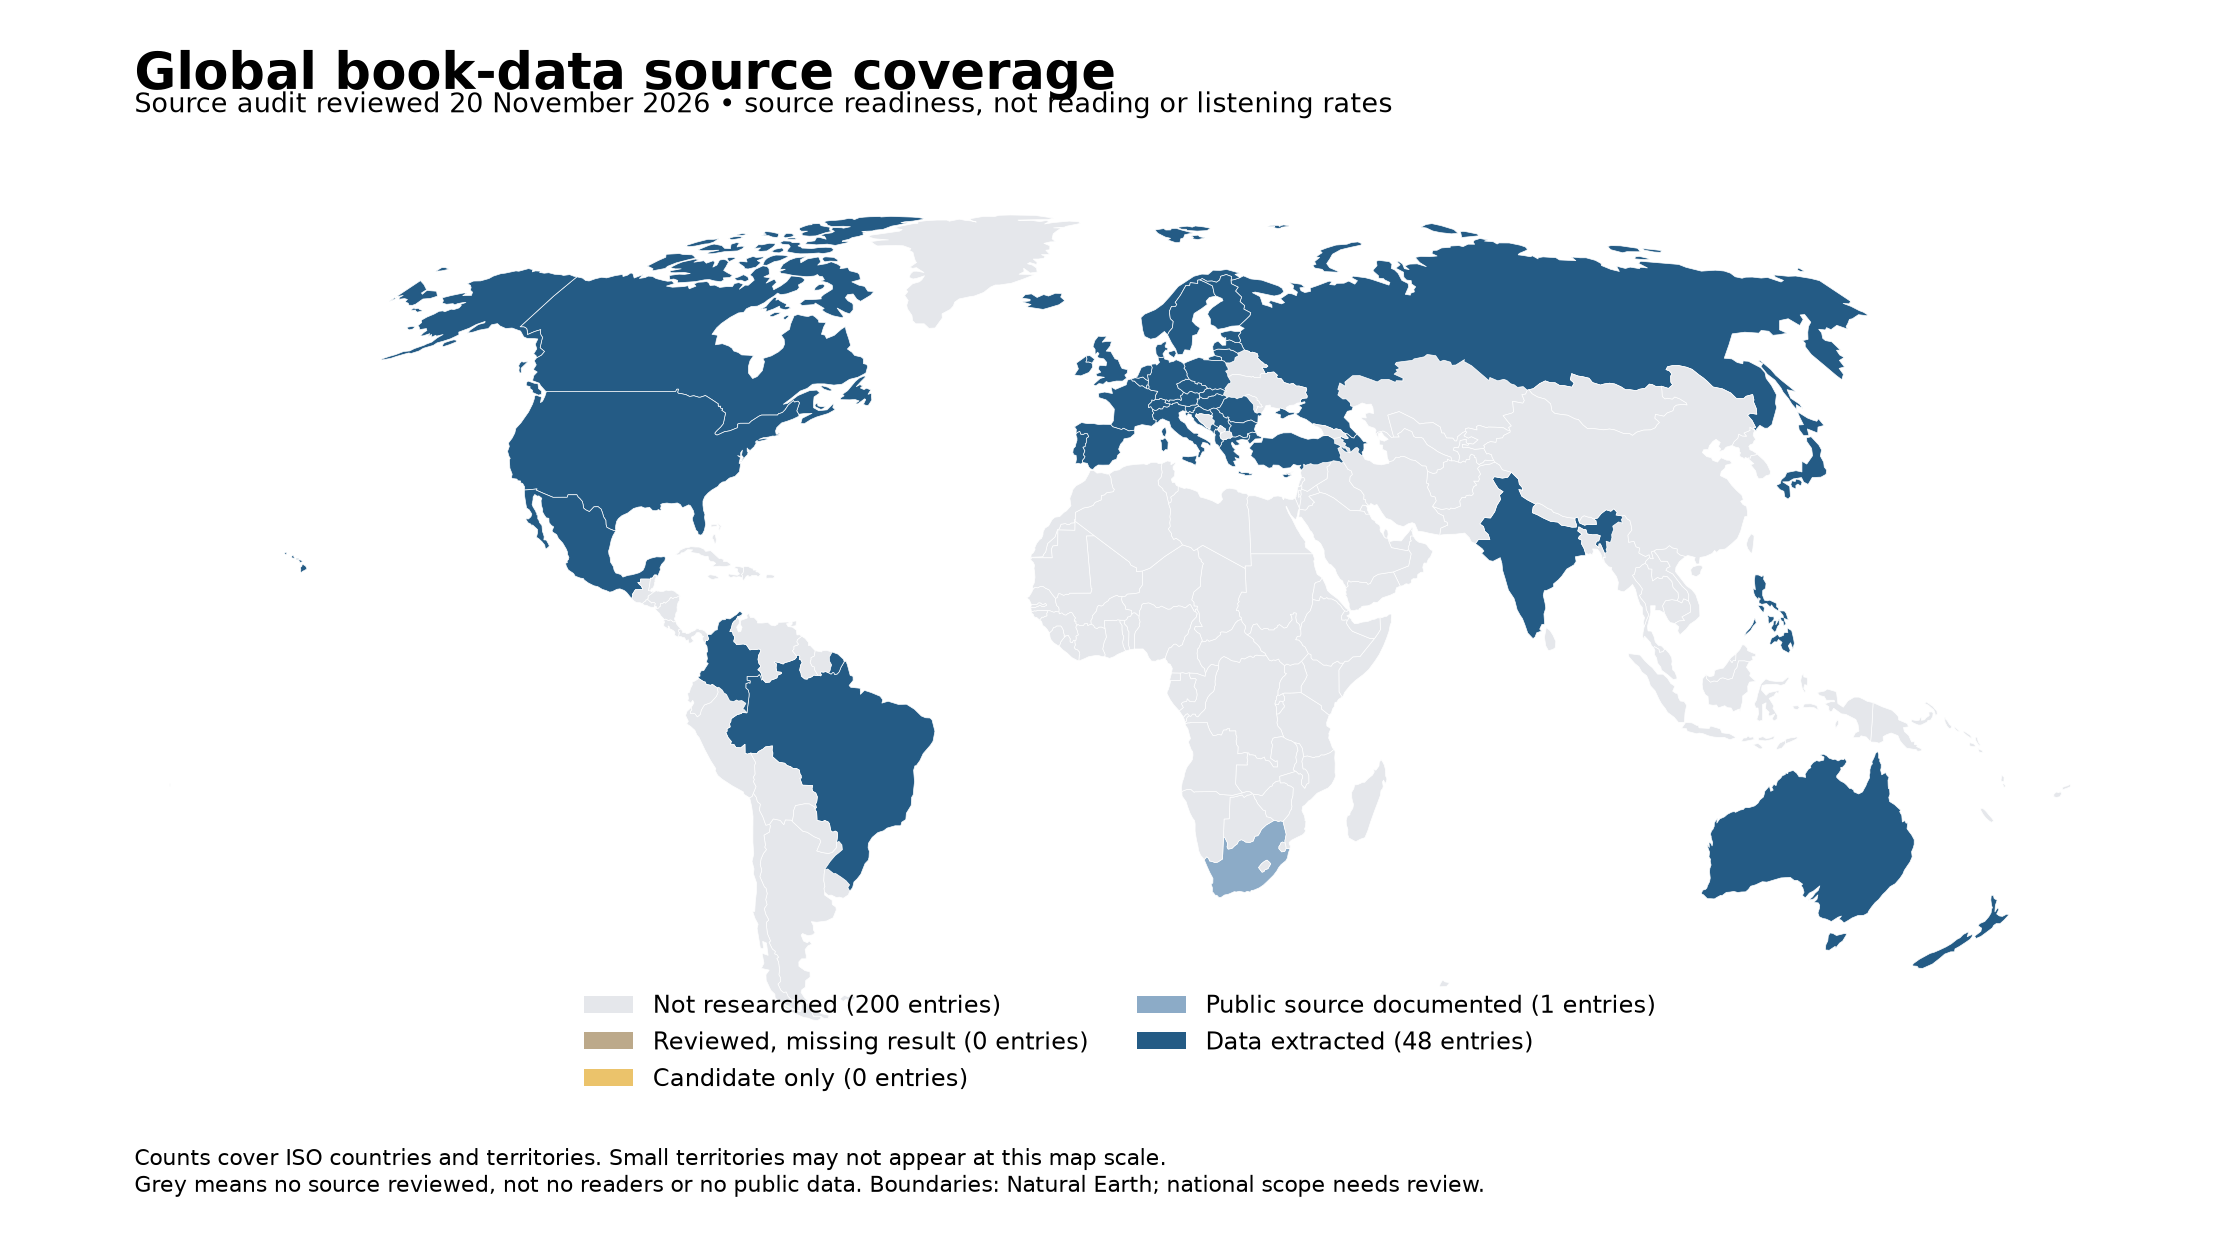 Global book-data source coverage
Source audit reviewed 20 November 2026 • source readiness, not reading or listening rates
Not researched (200 entries)
Reviewed, missing result (0 entries)
Candidate only (0 entries)
Public source documented (1 entries)
Data extracted (48 entries)
Counts cover ISO countries and territories. Small territories may not appear at this map scale.
Grey means no source reviewed, not no readers or no public data. Boundaries: Natural Earth; national scope needs review.